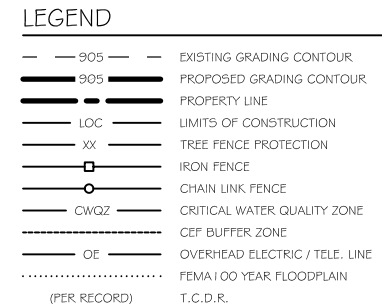 LEGEND
905 EXISTING GRADING CONTOUR
905 PROPOSED GRADING CONTOUR
PROPERTY LINE
LOC LIMITS OF CONSTRUCTION
XX TREE FENCE PROTECTION
IRON FENCE
CHAIN LINK FENCE
CWQZ CRITICAL WATER QUALITY ZONE
CEF BUFFER ZONE
OE OVERHEAD ELECTRIC / TELE. LINE
FEMA100 YEAR FLOODPLAIN
(PER RECORD) T.C.D.R.